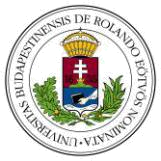 UNIVERSITAS BUDAPESTINENSIS DE ROLANDO EÖTVÖS NOMINATA